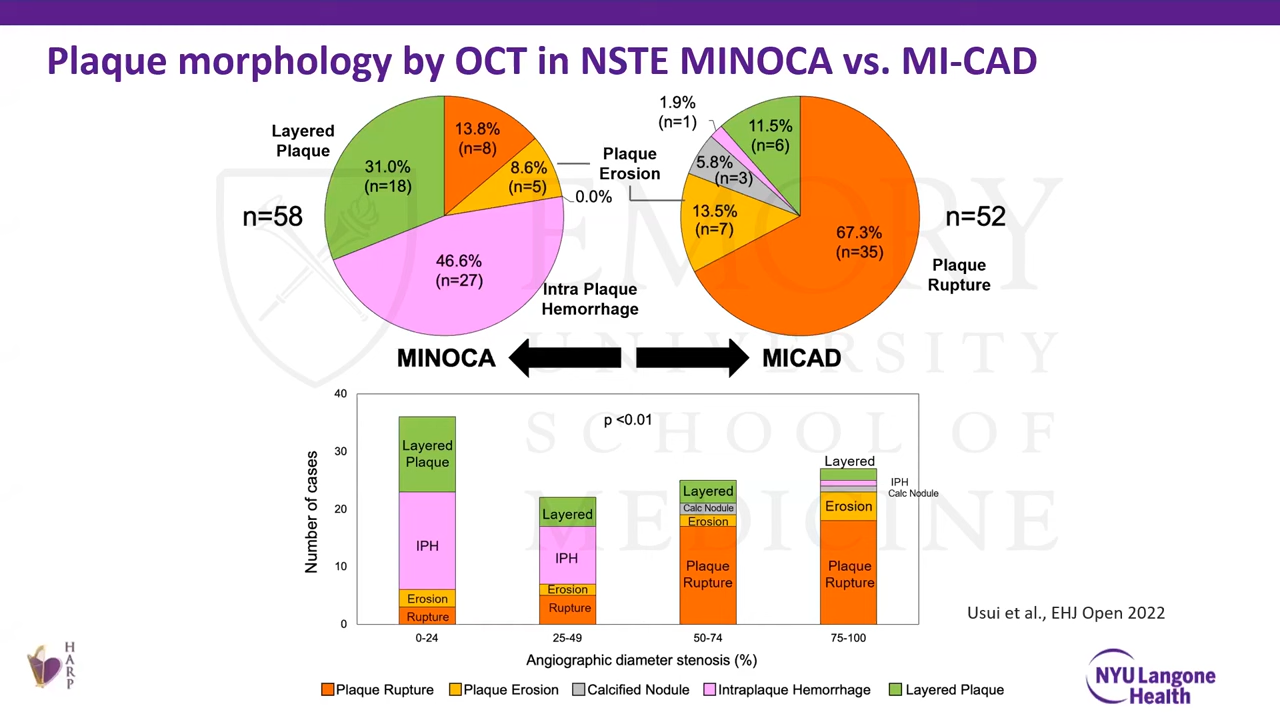 Plaque morphology by OCT in NSTE MINOCA vs. MI-CAD
Layered
Plaque
13.8%
(n=8)
8.6%
(n=5)
0.0%
31.0%
(n=18)
46.6%
(n=27)
n=58
Intra Plaque
Hemorrhage
Plaque
Erosion
1.9%
(n=1)
11.5%
(n=6)
5.8%
(n=3)
13.5%
(n=7)
67.3%
(n=35)
n=52
Plaque
Rupture
EMORY
UNIVERSITY
SCHOOL OF
MEDICINE
MINOCA
MICAD
p <0.01
Number of cases
40
30
20
10
0
Layered
Plaque
IPH
Erosion
Rupture
Layered
IPH
Erosion
Rupture
Layered
Calc Nodule
Erosion
Plaque
Rupture
Layered
IPH
Calc Nodule
Erosion
Plaque
Rupture
0-24
25-49
50-74
75-100
Angiographic diameter stenosis (%)
Plaque Rupture
Plaque Erosion
Calcified Nodule
Intraplaque Hemorrhage
Layered Plaque
Usui et al., EHJ Open 2022
HARP
NYU Langone
Health